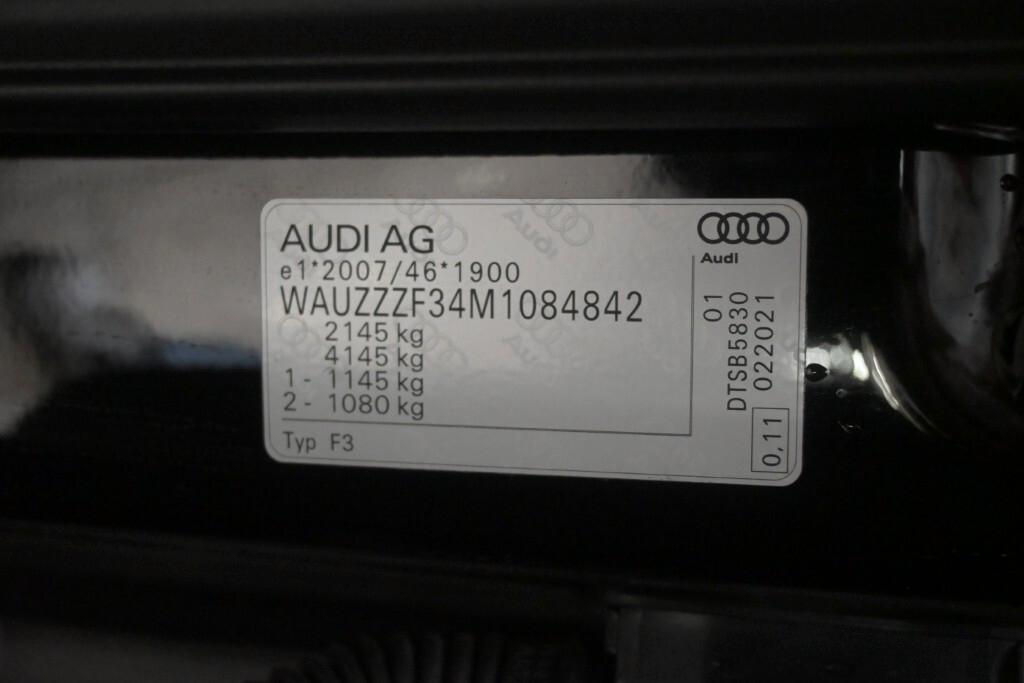 AUDI AG
e1*2007/46*1900
WAUZZZF34M1084842
2145 kg
4145 kg
1 - 1145 kg
2 - 1080 kg
Typ F3
Audi
01
DTSB5830
022021
0,11